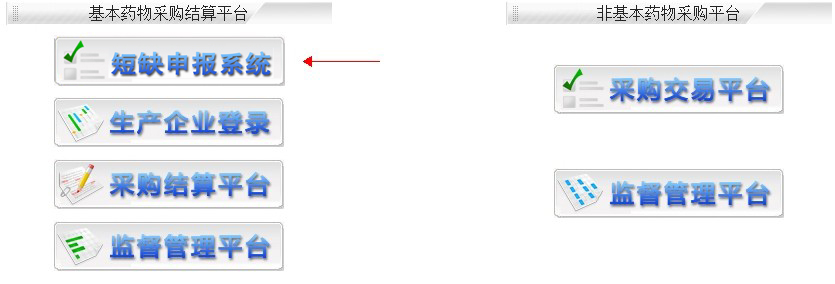 基本药物采购结算平台
短缺申报系统
生产企业登录
采购结算平台
监督管理平台
非基本药物采购平台
采购交易平台
监督管理平台